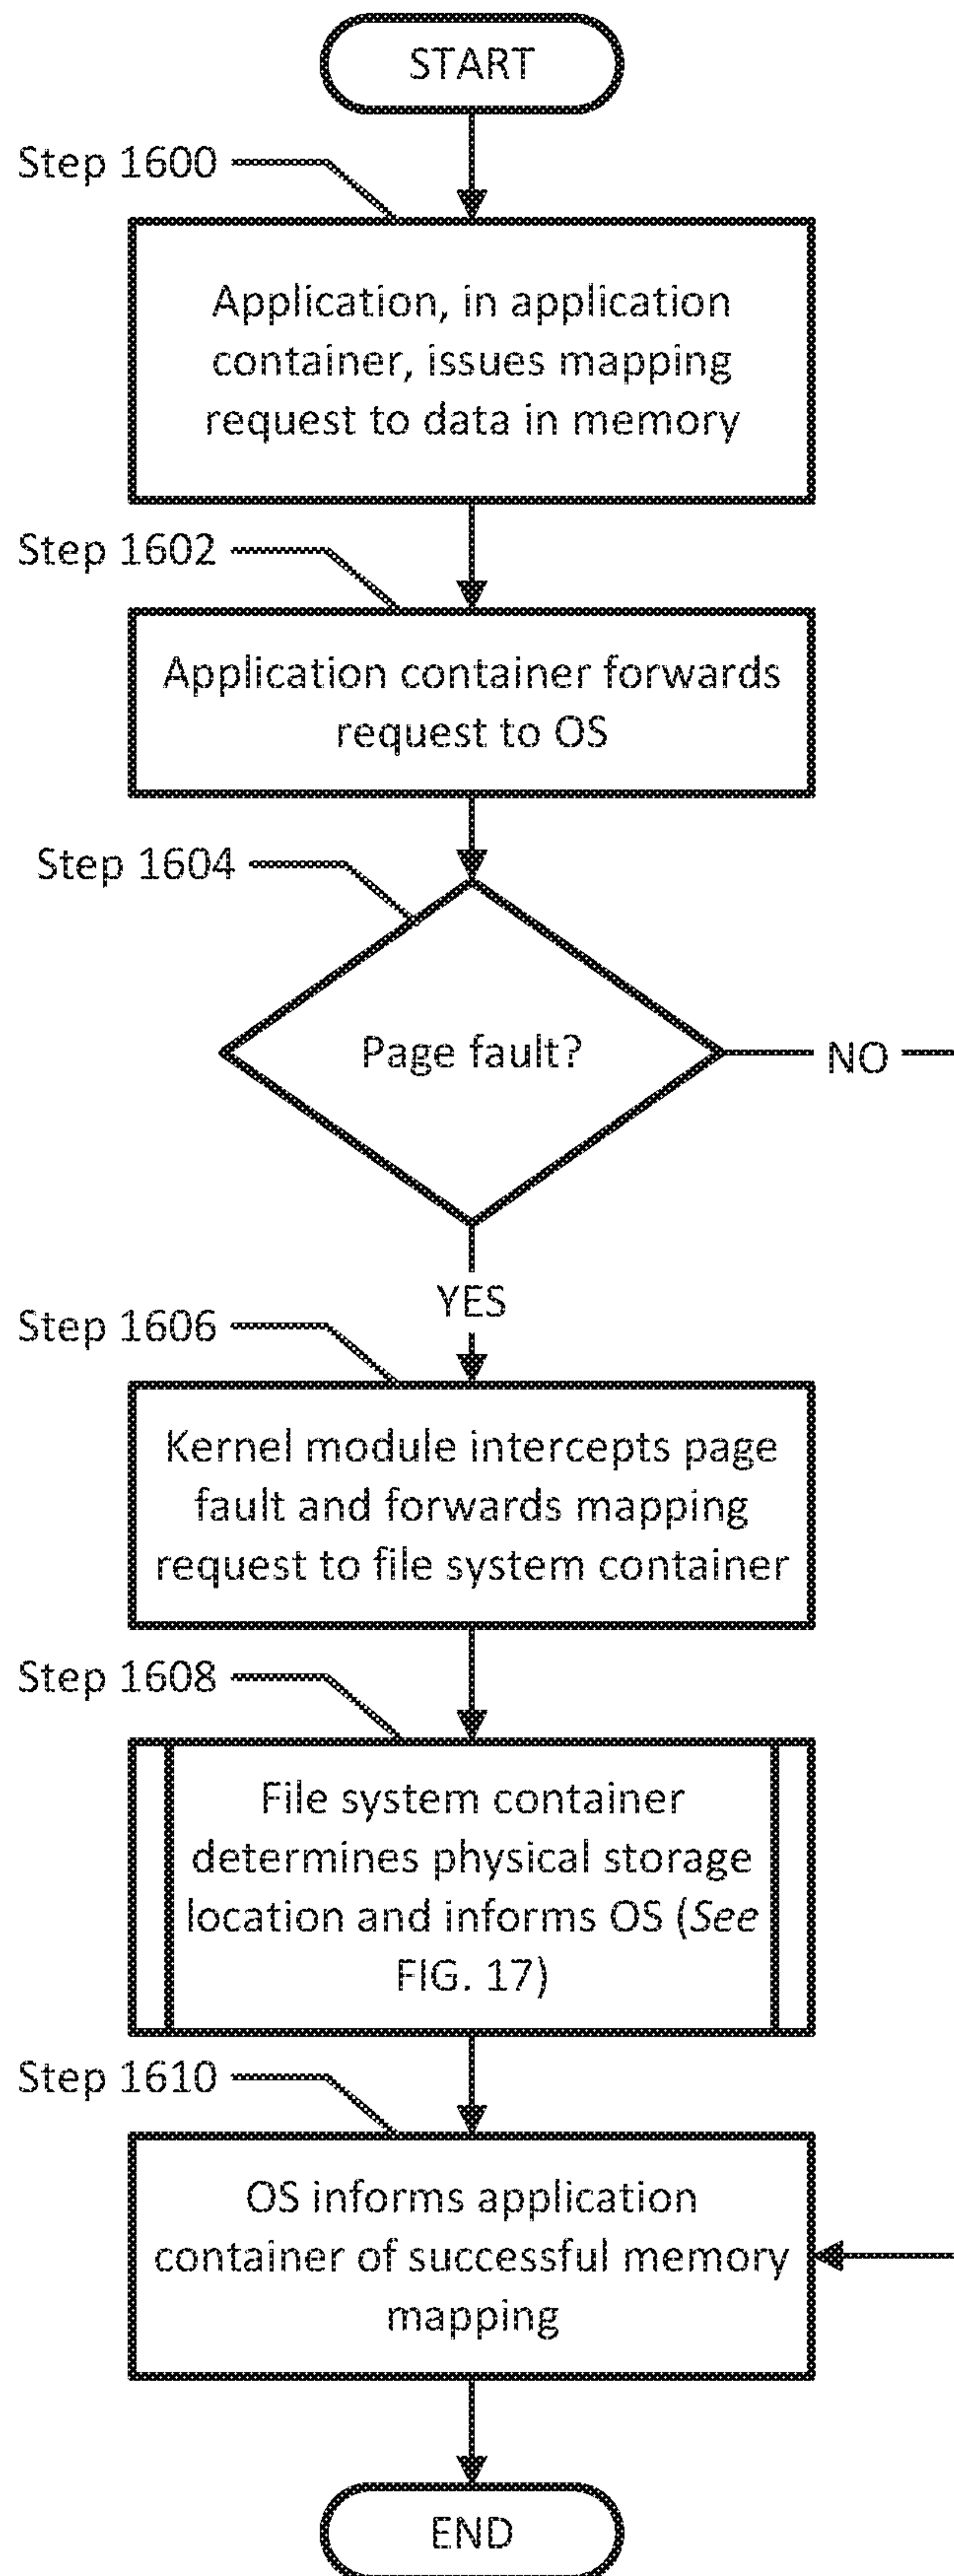 START
Step 1600
Application, in application
container, issues mapping
request to data in memory
Step 1602
Application container forwards
request to OS
Step 1604
Page fault?
NO
YES
Step 1606
Kernel module intercepts page
fault and forwards mapping
request to file system container
Step 1608
File system container
determines physical storage
location and informs OS (See
FIG. 17)
Step 1610
OS informs application
container of successful memory
mapping
END